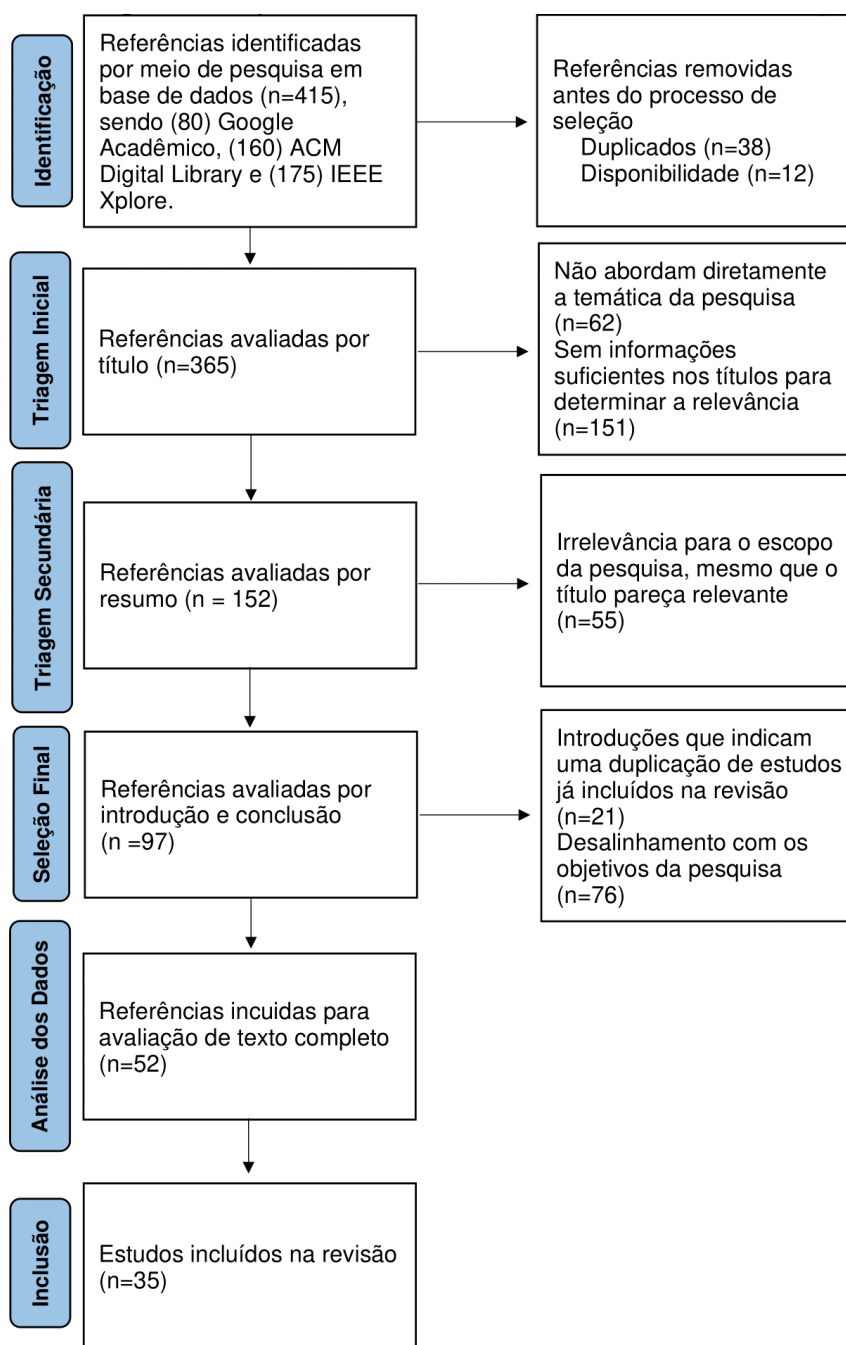 Identificação
Referências identificadas
por meio de pesquisa em
base de dados (n=415),
sendo (80) Google
Acadêmico, (160) ACM
Digital Library e (175) IEEE
Xplore.
Referências removidas
antes do processo de
seleção
Duplicados (n=38)
Disponibilidade (n=12)
Triagem Inicial
Referências avaliadas por
título (n=365)
Não abordam diretamente
a temática da pesquisa
(n=62)
Sem informações
suficientes nos títulos para
determinar a relevância
(n=151)
Triagem Secundária
Referências avaliadas por
resumo (n = 152)
Irrelevância para o escopo
da pesquisa, mesmo que o
título pareça relevante
(n=55)
Seleção Final
Referências avaliadas por
introdução e conclusão
(n =97)
Introduções que indicam
uma duplicação de estudos
já incluídos na revisão
(n=21)
Desalinhamento com os
objetivos da pesquisa
(n=76)
Análise dos Dados
Referências incuidas para
avaliação de texto completo
(n=52)
Inclusão
Estudos incluídos na revisão
(n=35)